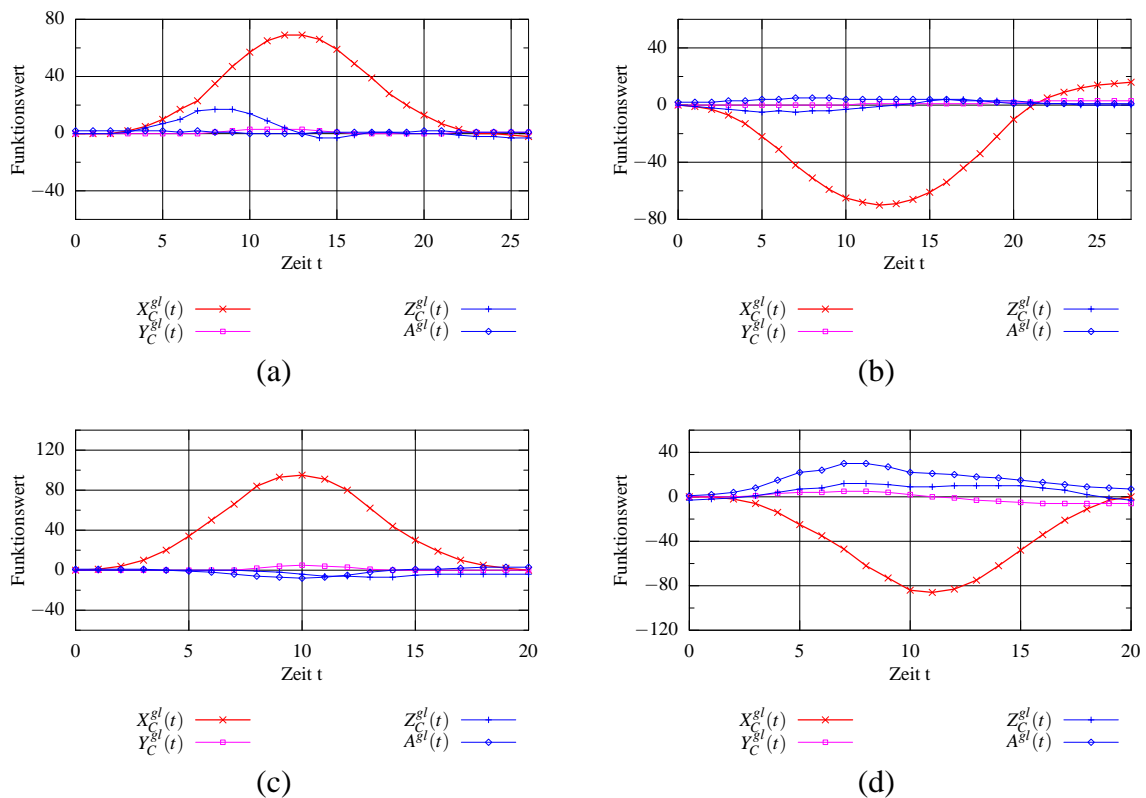 80
40
0
−40
Funktionswert
0 5 10 15 20 25
Zeit t
X_C^{gl}(t)
Y_C^{gl}(t)
Z_C^{gl}(t)
A^{gl}(t)
(a)
40
0
−40
−80
Funktionswert
0 5 10 15 20 25
Zeit t
X_C^{gl}(t)
Y_C^{gl}(t)
Z_C^{gl}(t)
A^{gl}(t)
(b)
120
80
40
0
−40
Funktionswert
0 5 10 15 20
Zeit t
X_C^{gl}(t)
Y_C^{gl}(t)
Z_C^{gl}(t)
A^{gl}(t)
(c)
40
0
−40
−80
−120
Funktionswert
0 5 10 15 20
Zeit t
X_C^{gl}(t)
Y_C^{gl}(t)
Z_C^{gl}(t)
A^{gl}(t)
(d)